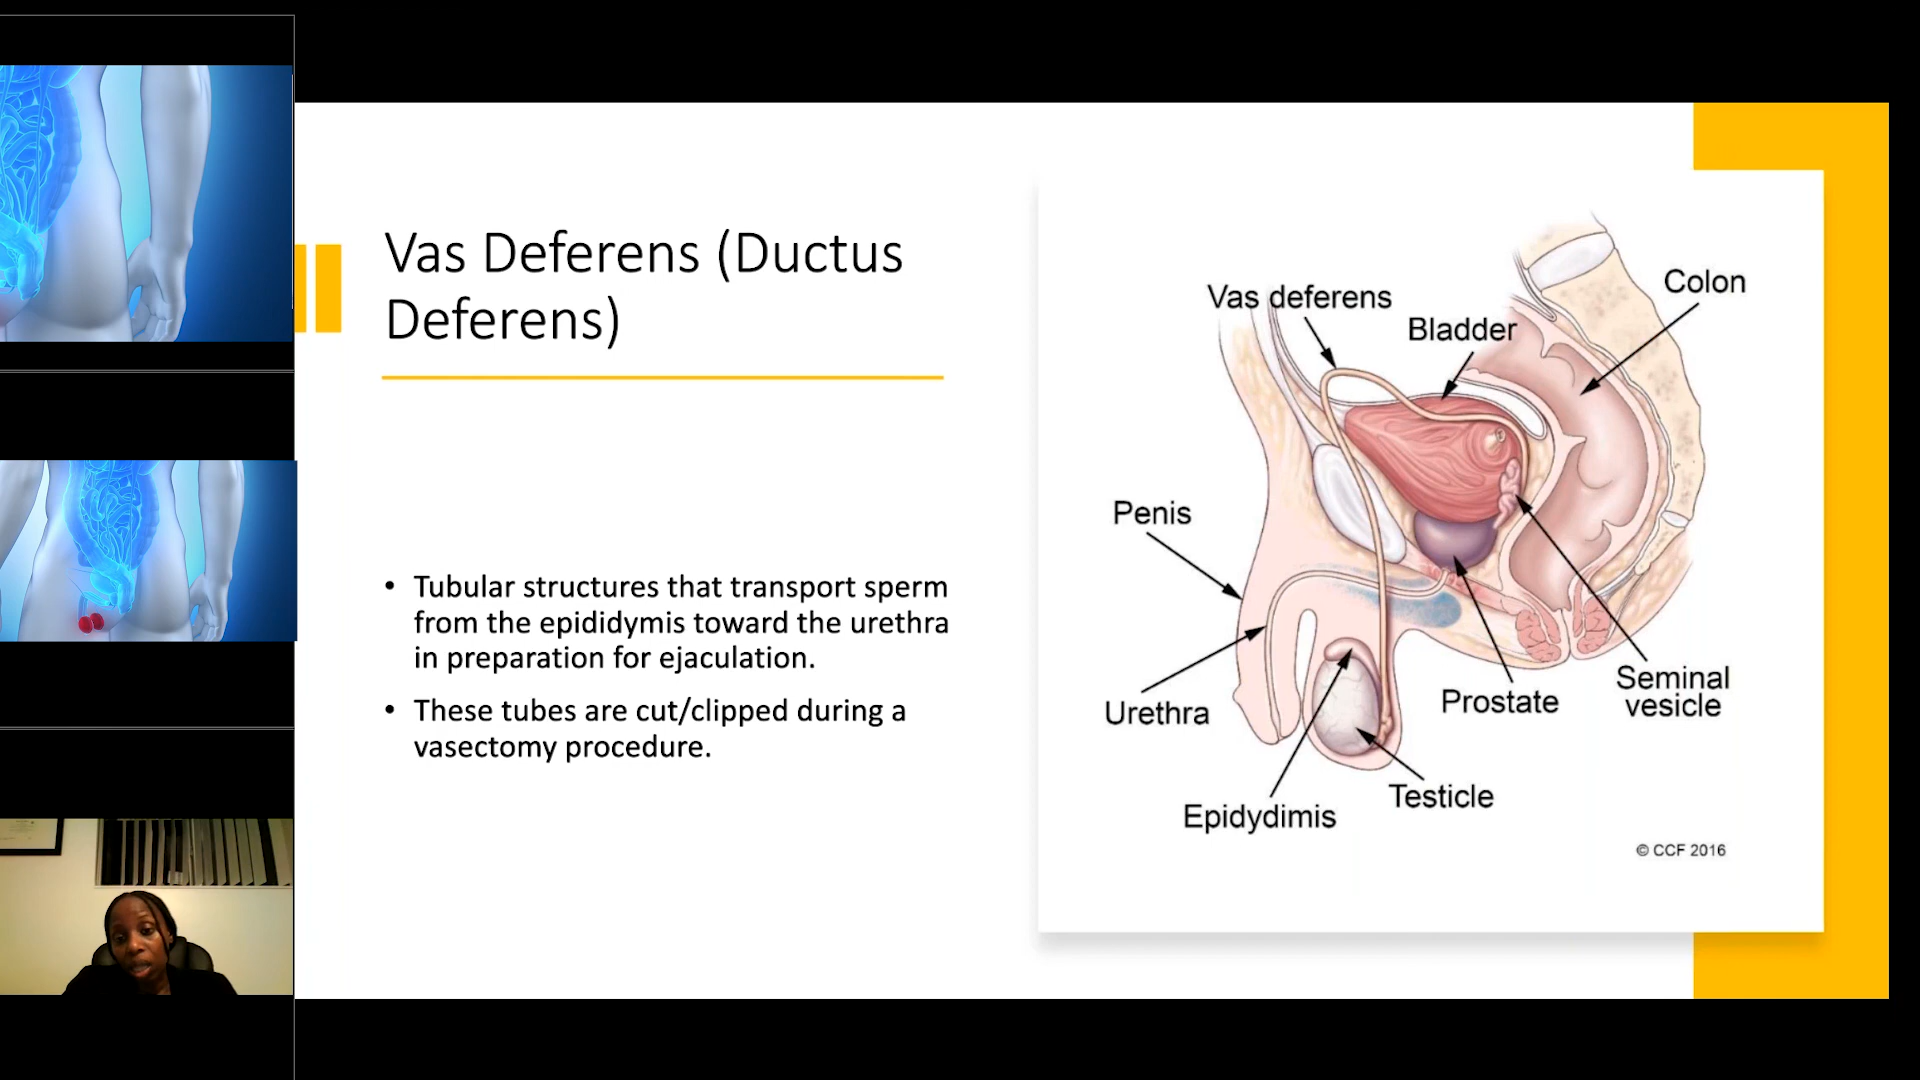 Vas Deferens (Ductus
Deferens)
• Tubular structures that transport sperm
from the epididymis toward the urethra
in preparation for ejaculation.
• These tubes are cut/clipped during a
vasectomy procedure.
Vas deferens
Bladder
Colon
Penis
Urethra
Epidydimis
Testicle
Prostate
Seminal
vesicle
© CCF 2016